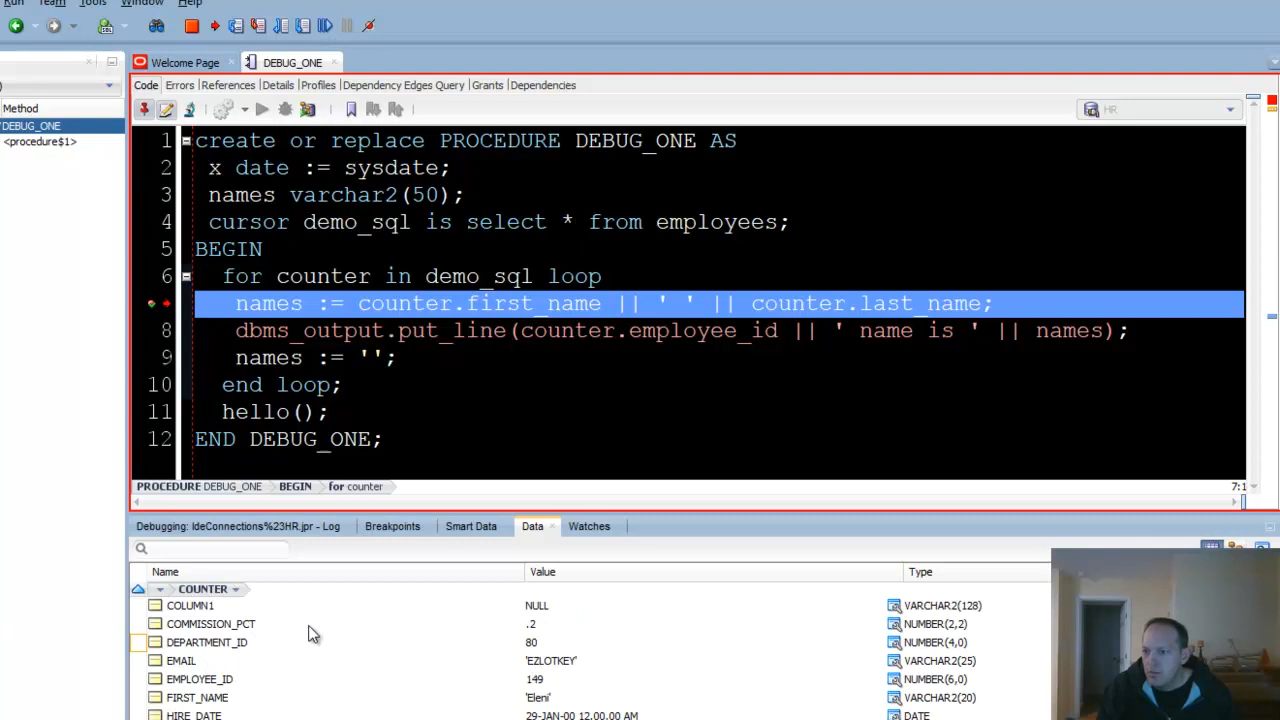 Run Team Tools Window Help
Welcome Page DEBUG_ONE
Code Errors References Details Profiles Dependency Edges Query Grants Dependencies
HR
Method
DEBUG_ONE
<procedure$1>
1 create or replace PROCEDURE DEBUG_ONE AS
2 x date := sysdate;
3 names varchar2(50);
4 cursor demo_sql is select * from employees;
5 BEGIN
6 for counter in demo_sql loop
names := counter.first_name || ' ' || counter.last_name;
8 dbms_output.put_line(counter.employee_id || ' name is ' || names);
9 names := '';
10 end loop;
11 hello();
12 END DEBUG_ONE;
PROCEDURE DEBUG_ONE BEGIN for counter
7:1
Debugging: IdeConnections%23HR.jpr - Log Breakpoints Smart Data Data Watches
Name Value Type
COUNTER
COLUMN1 NULL VARCHAR2(128)
COMMISSION_PCT .2 NUMBER(2,2)
DEPARTMENT_ID 80 NUMBER(4,0)
EMAIL 'EZLOTKEY' VARCHAR2(25)
EMPLOYEE_ID 149 NUMBER(6,0)
FIRST_NAME 'Eleni' VARCHAR2(20)
HIRE_DATE 29-JAN-00 12.00.00 AM DATE